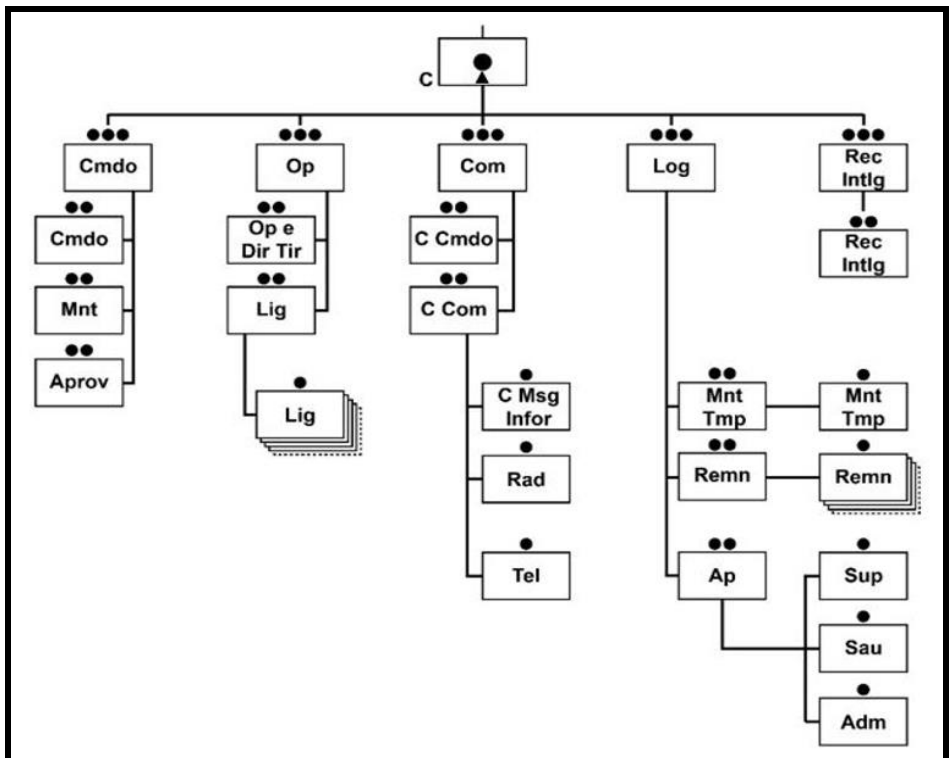 C
Cmdo
Op
Com
Log
Rec
Intlg
Cmdo
Op e
Dir Tir
C Cmdo
Rec
Intlg
Mnt
Lig
C Com
Aprov
Lig
C Msg
Infor
Mnt
Tmp
Mnt
Tmp
Rad
Remn
Remn
Tel
Ap
Sup
Sau
Adm